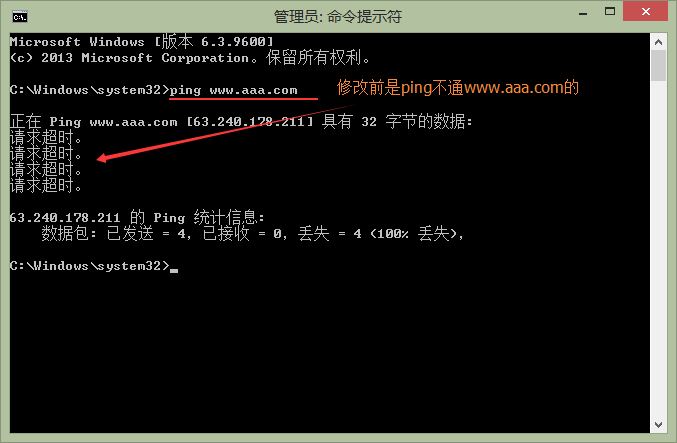 管理员: 命令提示符
Microsoft Windows [版本 6.3.9600]
(c) 2013 Microsoft Corporation。保留所有权利。
C:\Windows\system32>ping www.aaa.com
修改前是ping不通www.aaa.com的
正在 Ping www.aaa.com [63.240.178.211] 具有 32 字节的数据:
请求超时。
请求超时。
请求超时。
请求超时。
63.240.178.211 的 Ping 统计信息:
数据包: 已发送 = 4，已接收 = 0，丢失 = 4 (100% 丢失)，
C:\Windows\system32>